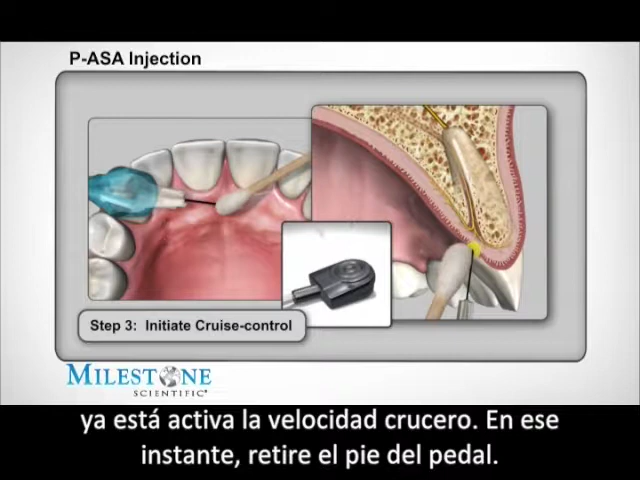 P-ASA Injection
Step 3: Initiate Cruise-control
MILESTONE
SCIENTIFIC
ya está activa la velocidad crucero. En ese
instante, retire el pie del pedal.